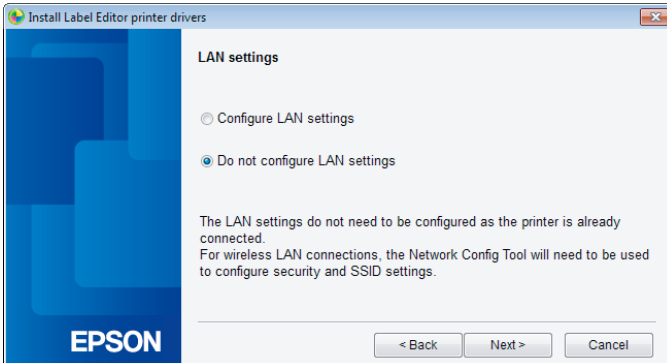 Install Label Editor printer drivers
LAN settings
Configure LAN settings
Do not configure LAN settings
The LAN settings do not need to be configured as the printer is already
connected.
For wireless LAN connections, the Network Config Tool will need to be used
to configure security and SSID settings.
EPSON
< Back
Next >
Cancel